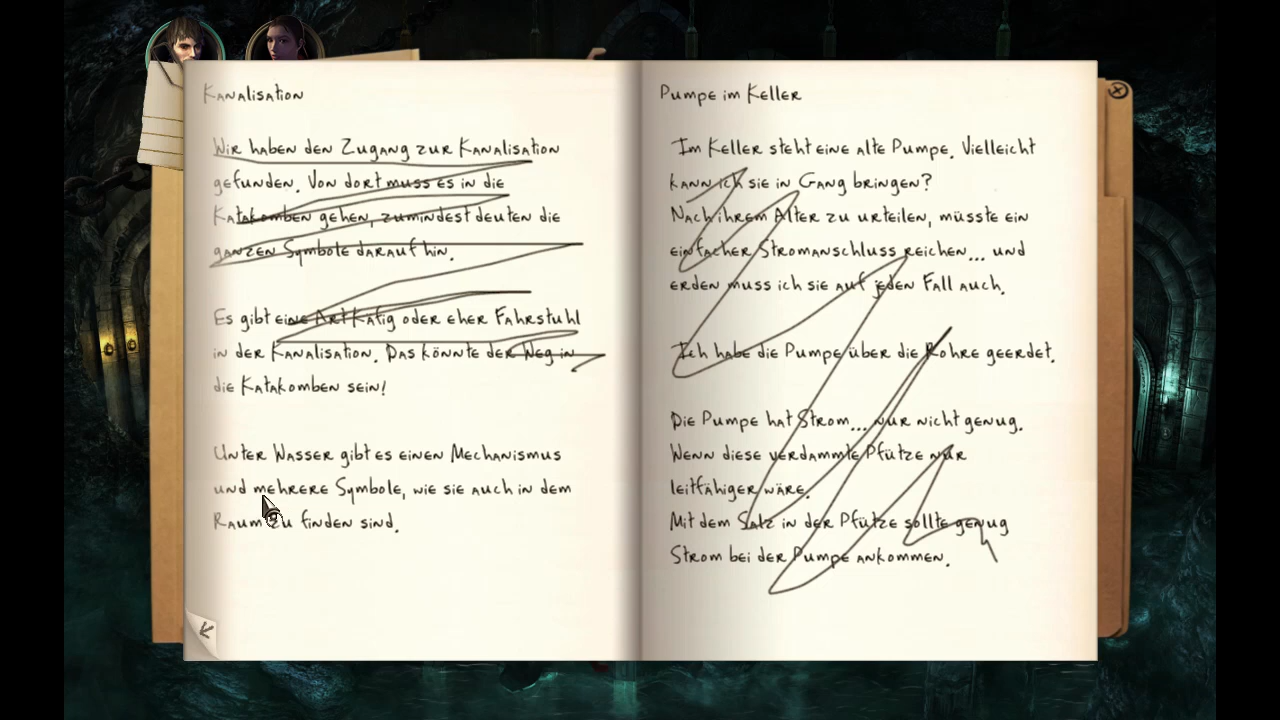 Kanalisation
Wir haben den Zugang zur Kanalisation
gefunden. Von dort muss es in die
Katakomben gehen, zumindest deuten die
ganzen Symbole darauf hin.
Es gibt eine Art Käfig oder eher Fahrstuhl
in der Kanalisation. Das könnte der Weg in
die Katakomben sein!
Unter Wasser gibt es einen Mechanismus
und mehrere Symbole, wie sie auch in dem
Raum zu finden sind.
Pumpe im Keller
Im Keller steht eine alte Pumpe. Vielleicht
kann ich sie in Gang bringen?
Nach ihrem Alter zu urteilen, müsste ein
einfacher Stromanschluss reichen... und
erden muss ich sie auf jeden Fall auch.
Ich habe die Pumpe über die Rohre geerdet.
Die Pumpe hat Strom... nur nicht genug.
Wenn diese verdammte Pfütze nur
leitfähiger wäre.
Mit dem Salz in der Pfütze sollte genug
Strom bei der Pumpe ankommen.